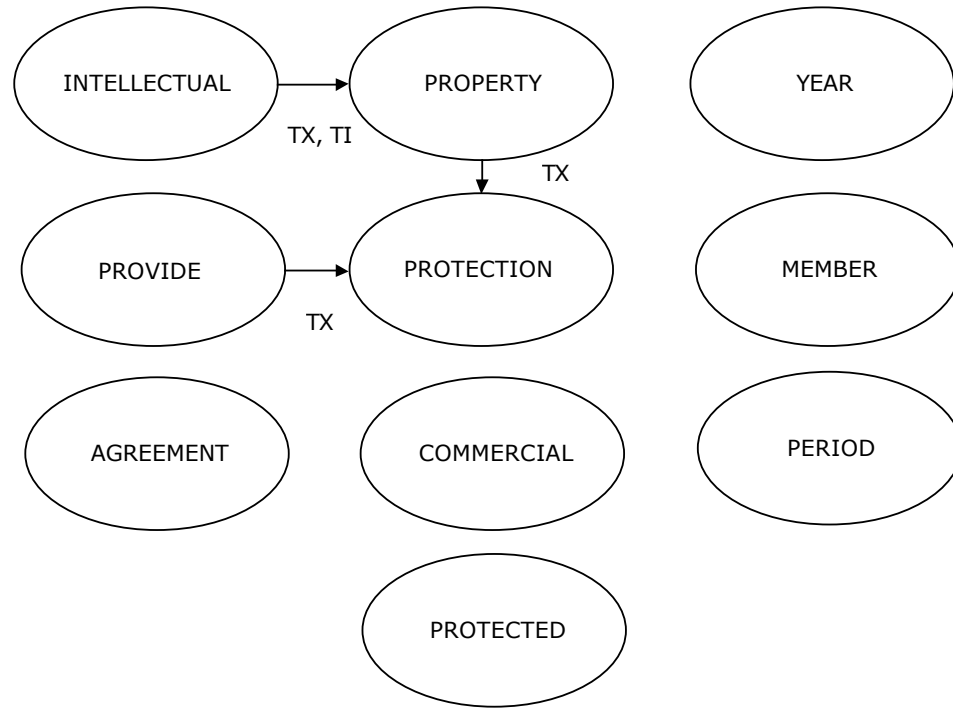 INTELLECTUAL PROPERTY YEAR
TX, TI
TX
PROVIDE PROTECTION MEMBER
TX
AGREEMENT COMMERCIAL PERIOD
PROTECTED